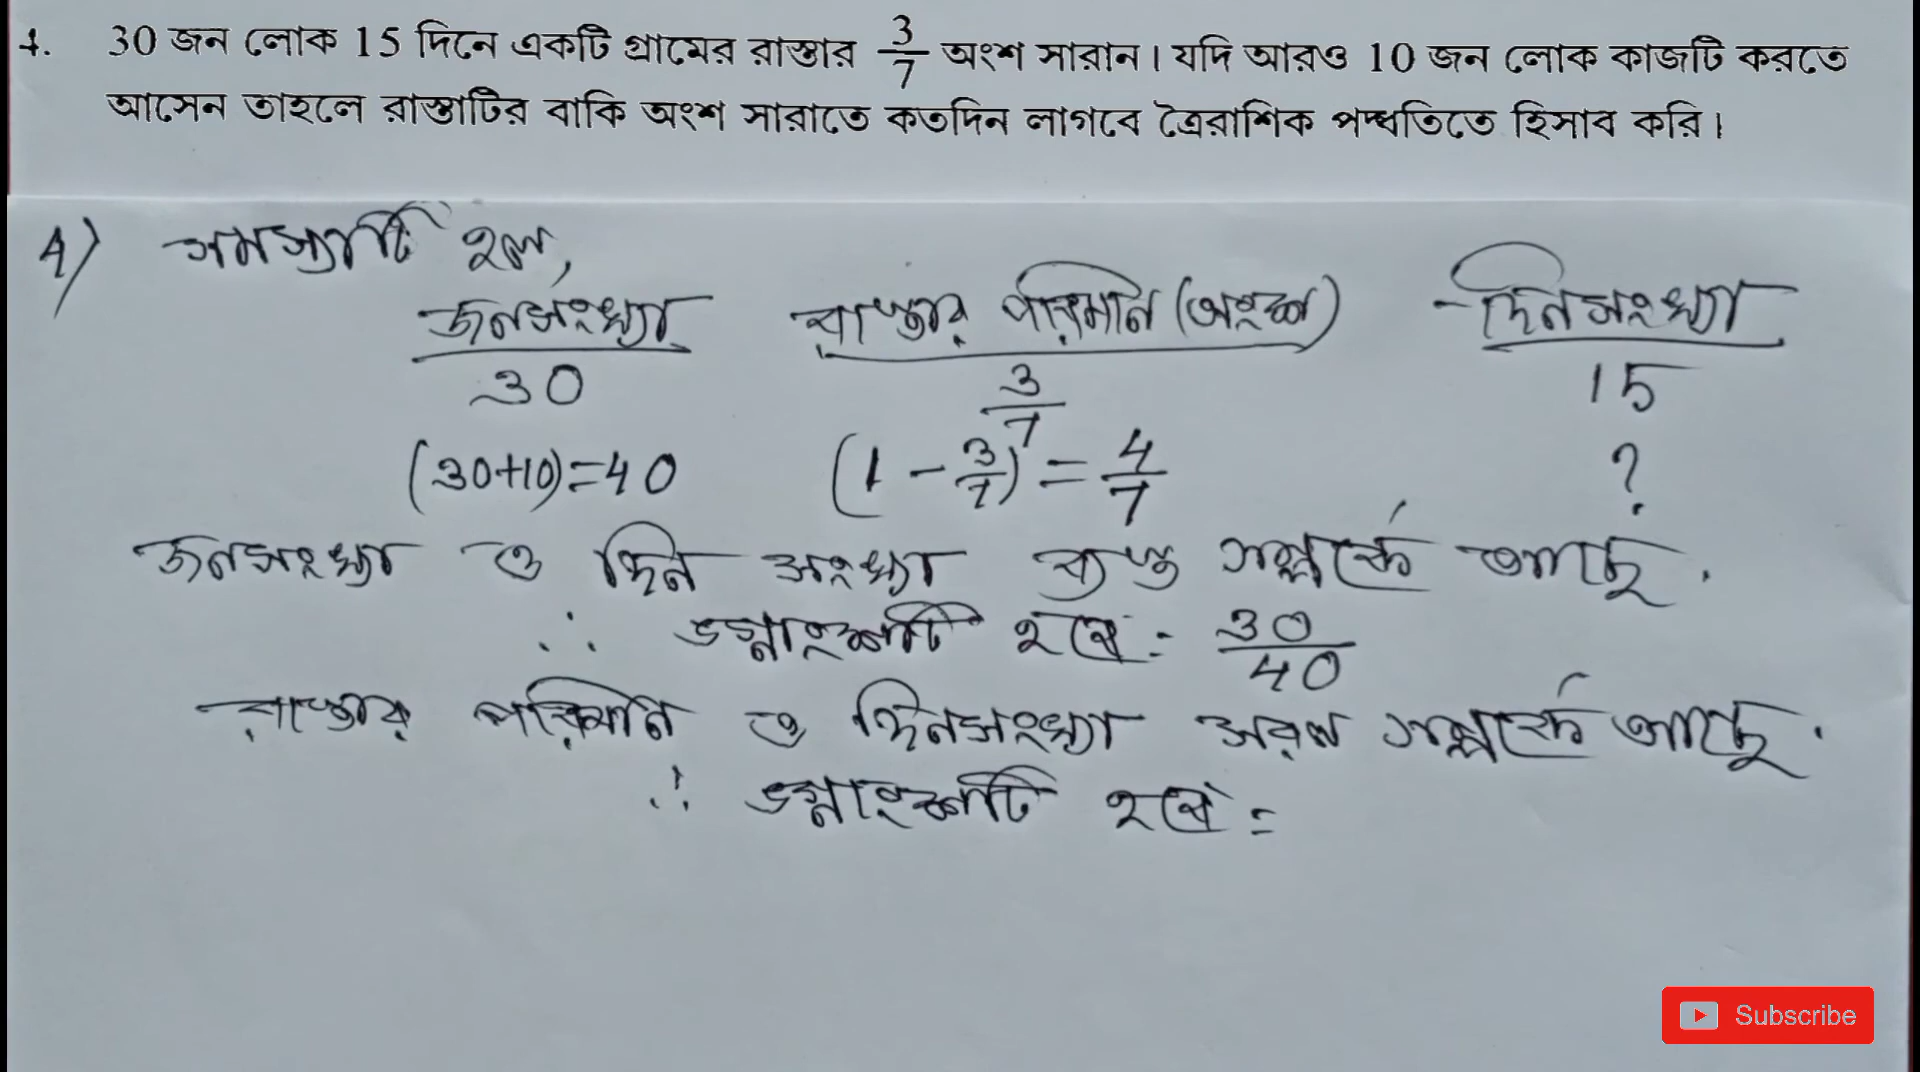 4. 30 জন লোক 15 দিনে একটি গ্রামের রাস্তার 3/7 অংশ সারান। যদি আরও 10 জন লোক কাজটি করতে
আসেন তাহলে রাস্তাটির বাকি অংশ সারাতে কতদিন লাগবে ত্রৈরাশিক পদ্ধতিতে হিসাব করি।
4) সমস্যাটি হল,
জনসংখ্যা রাস্তার পরিমান (অংশ) দিনসংখ্যা
30 3/7 15
(30+10)=40 (1 - 3/7) = 4/7 ?
জনসংখ্যা ও দিন সংখ্যা ব্যস্ত সম্পর্কে আছে.
∴ ভগ্নাংশটি হবে = 30/40
রাস্তার পরিমান ও দিনসংখ্যা সরল সম্পর্কে আছে.
∴ ভগ্নাংশটি হবে =
Subscribe